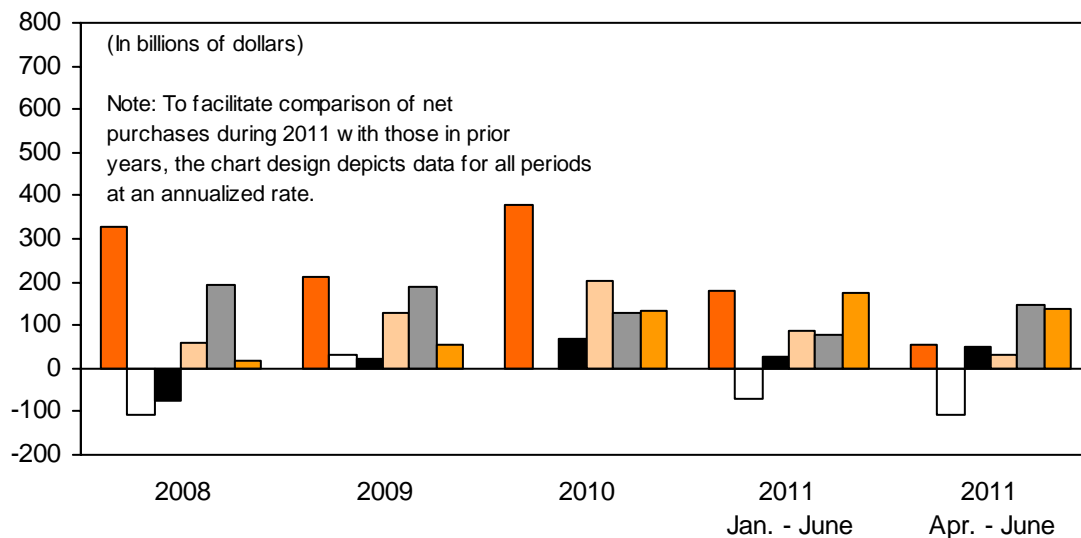 800
(In billions of dollars)
700
600
Note: To facilitate comparison of net
purchases during 2011 with those in prior
years, the chart design depicts data for all periods
at an annualized rate.
500
400
300
200
100
0
-100
-200
2008
2009
2010
2011
Jan. - June
2011
Apr. - June